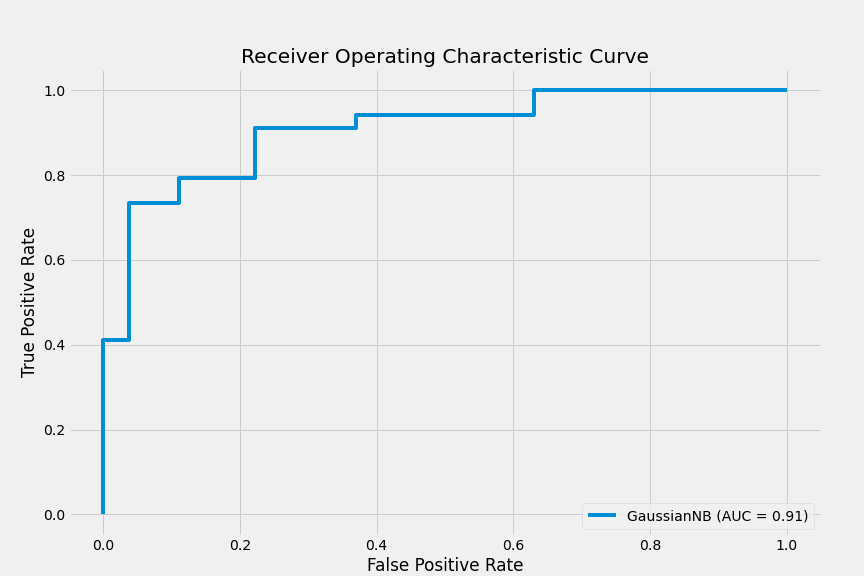 Receiver Operating Characteristic Curve
True Positive Rate
1.0
0.8
0.6
0.4
0.2
0.0
GaussianNB (AUC = 0.91)
0.0 0.2 0.4 0.6 0.8 1.0
False Positive Rate